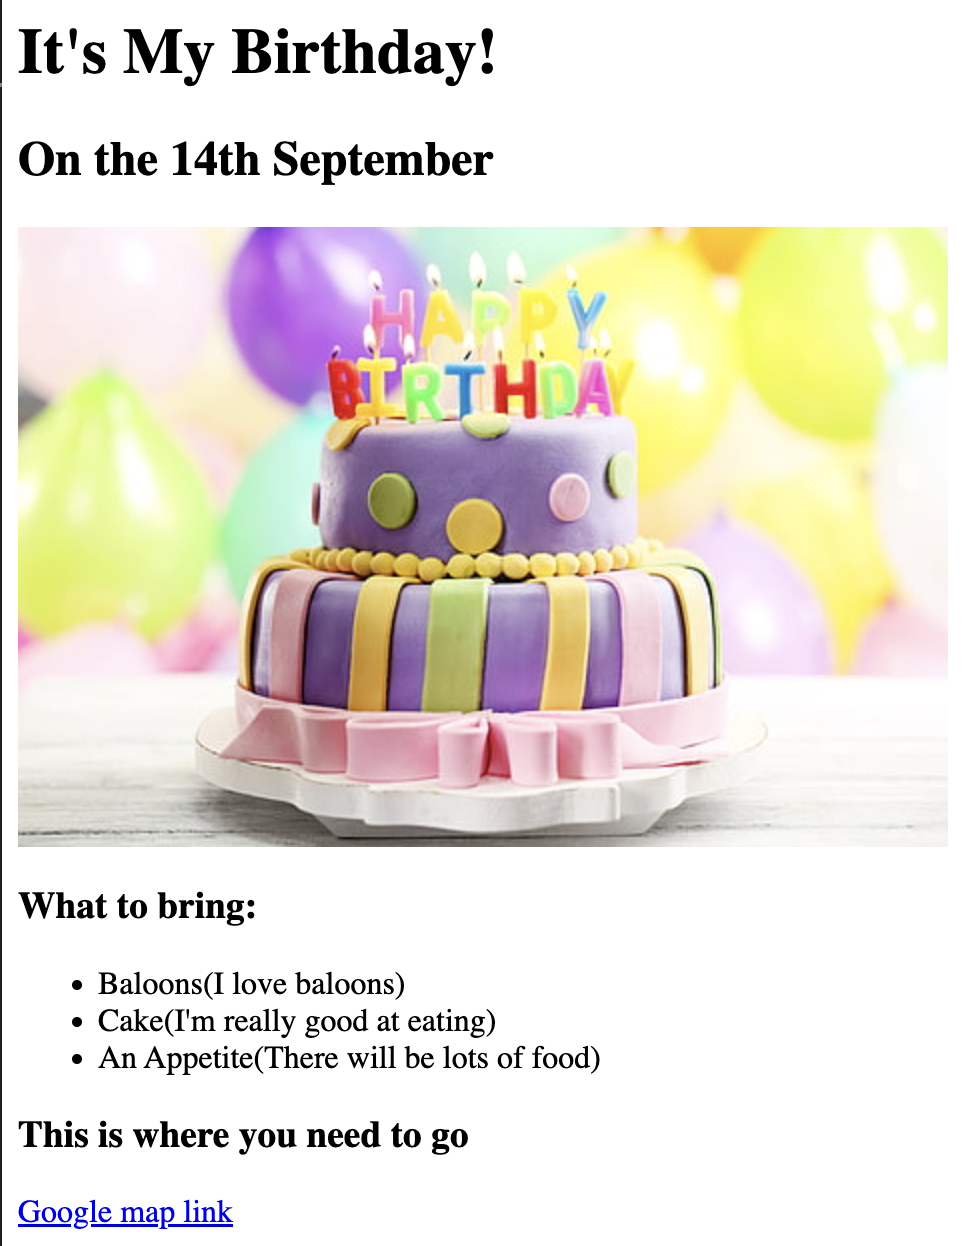 It's My Birthday!
On the 14th September
HAPPY
BIRTHDAY
What to bring:
Baloons(I love baloons)
Cake(I'm really good at eating)
An Appetite(There will be lots of food)
This is where you need to go
Google map link